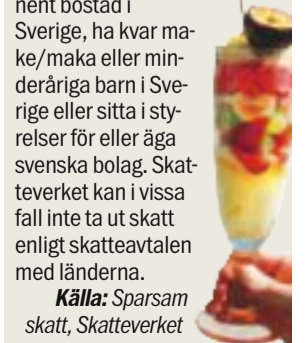 nent bostad i
Sverige, ha kvar ma-
ke/maka eller min-
deråriga barn i Sve-
rige eller sitta i sty-
relser för eller äga
svenska bolag. Skat-
teverket kan i vissa
fall inte ta ut skatt
enligt skatteavtalen
med länderna.
Källa: Sparsam
skatt, Skatteverket